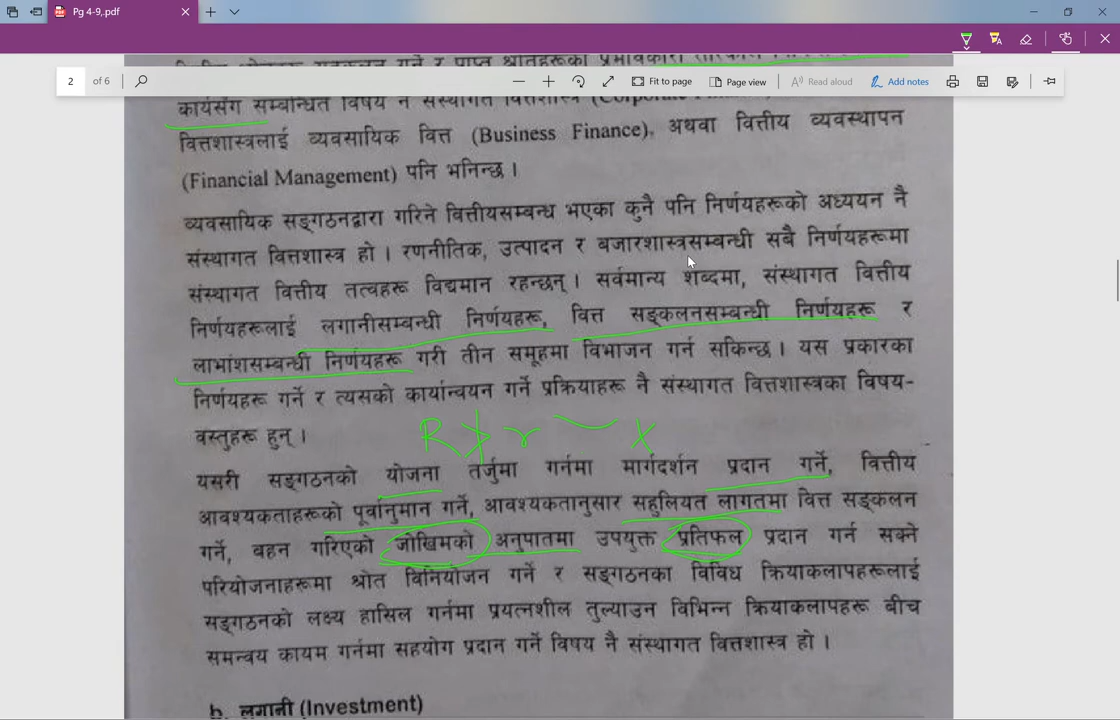 Pg 4-9,.pdf
2 of 6 Fit to page Page view Read aloud Add notes
कार्यसँग सम्बन्धित विषय नै संस्थागत वित्तशास्त्र
वित्तशास्त्रलाई व्यवसायिक वित्त (Business Finance), अथवा वित्तीय व्यवस्थापन
(Financial Management) पनि भनिन्छ ।
व्यवसायिक सङ्गठनद्वारा गरिने वित्तीयसम्बन्ध भएका कुनै पनि निर्णयहरूको अध्ययन नै
संस्थागत वित्तशास्त्र हो । रणनीतिक, उत्पादन र बजारशास्त्रसम्बन्धी सबै निर्णयहरूमा
संस्थागत वित्तीय तत्वहरू विद्यमान रहन्छन् । सर्वमान्य शब्दमा, संस्थागत वित्तीय
निर्णयहरूलाई लगानीसम्बन्धी निर्णयहरू, वित्त सङ्कलनसम्बन्धी निर्णयहरू र
लाभांशसम्बन्धी निर्णयहरू गरी तीन समूहमा विभाजन गर्न सकिन्छ । यस प्रकारका
निर्णयहरू गर्ने र त्यसको कार्यान्वयन गर्ने प्रक्रियाहरू नै संस्थागत वित्तशास्त्रका विषय-
वस्तुहरू हुन् ।
यसरी सङ्गठनको योजना तर्जुमा गर्नमा मार्गदर्शन प्रदान गर्ने, वित्तीय
आवश्यकताहरूको पूर्वानुमान गर्ने, आवश्यकतानुसार सहुलियत लागतमा वित्त सङ्कलन
गर्ने, बहन गरिएको जोखिमको अनुपातमा उपयुक्त प्रतिफल प्रदान गर्न सक्ने
परियोजनाहरूमा श्रोत विनियोजन गर्ने र सङ्गठनका विविध क्रियाकलापहरूलाई
सङ्गठनको लक्ष्य हासिल गर्नमा प्रयत्नशील तुल्याउन विभिन्न क्रियाकलापहरू बीच
समन्वय कायम गर्नमा सहयोग प्रदान गर्ने विषय नै संस्थागत वित्तशास्त्र हो ।
b. लगानी (Investment)